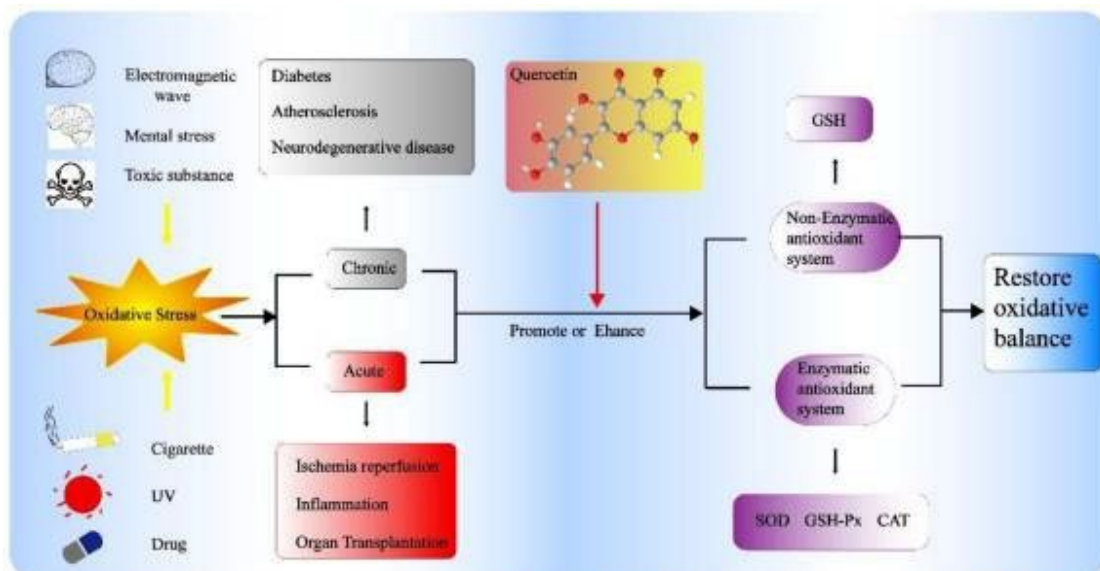 Electromagnetic
wave
Mental stress
Toxic substance
Oxidative Stress
Cigarette
UV
Drug
Diabetes
Atherosclerosis
Neurodegenerative disease
Chronic
Acute
Ischemia reperfusion
Inflammation
Organ Transplantation
Quercetin
Promote or Ehance
GSH
Non-Enzymatic
antioxidant
system
Enzymatic
antioxidant
system
SOD GSH-Px CAT
Restore
oxidative
balance